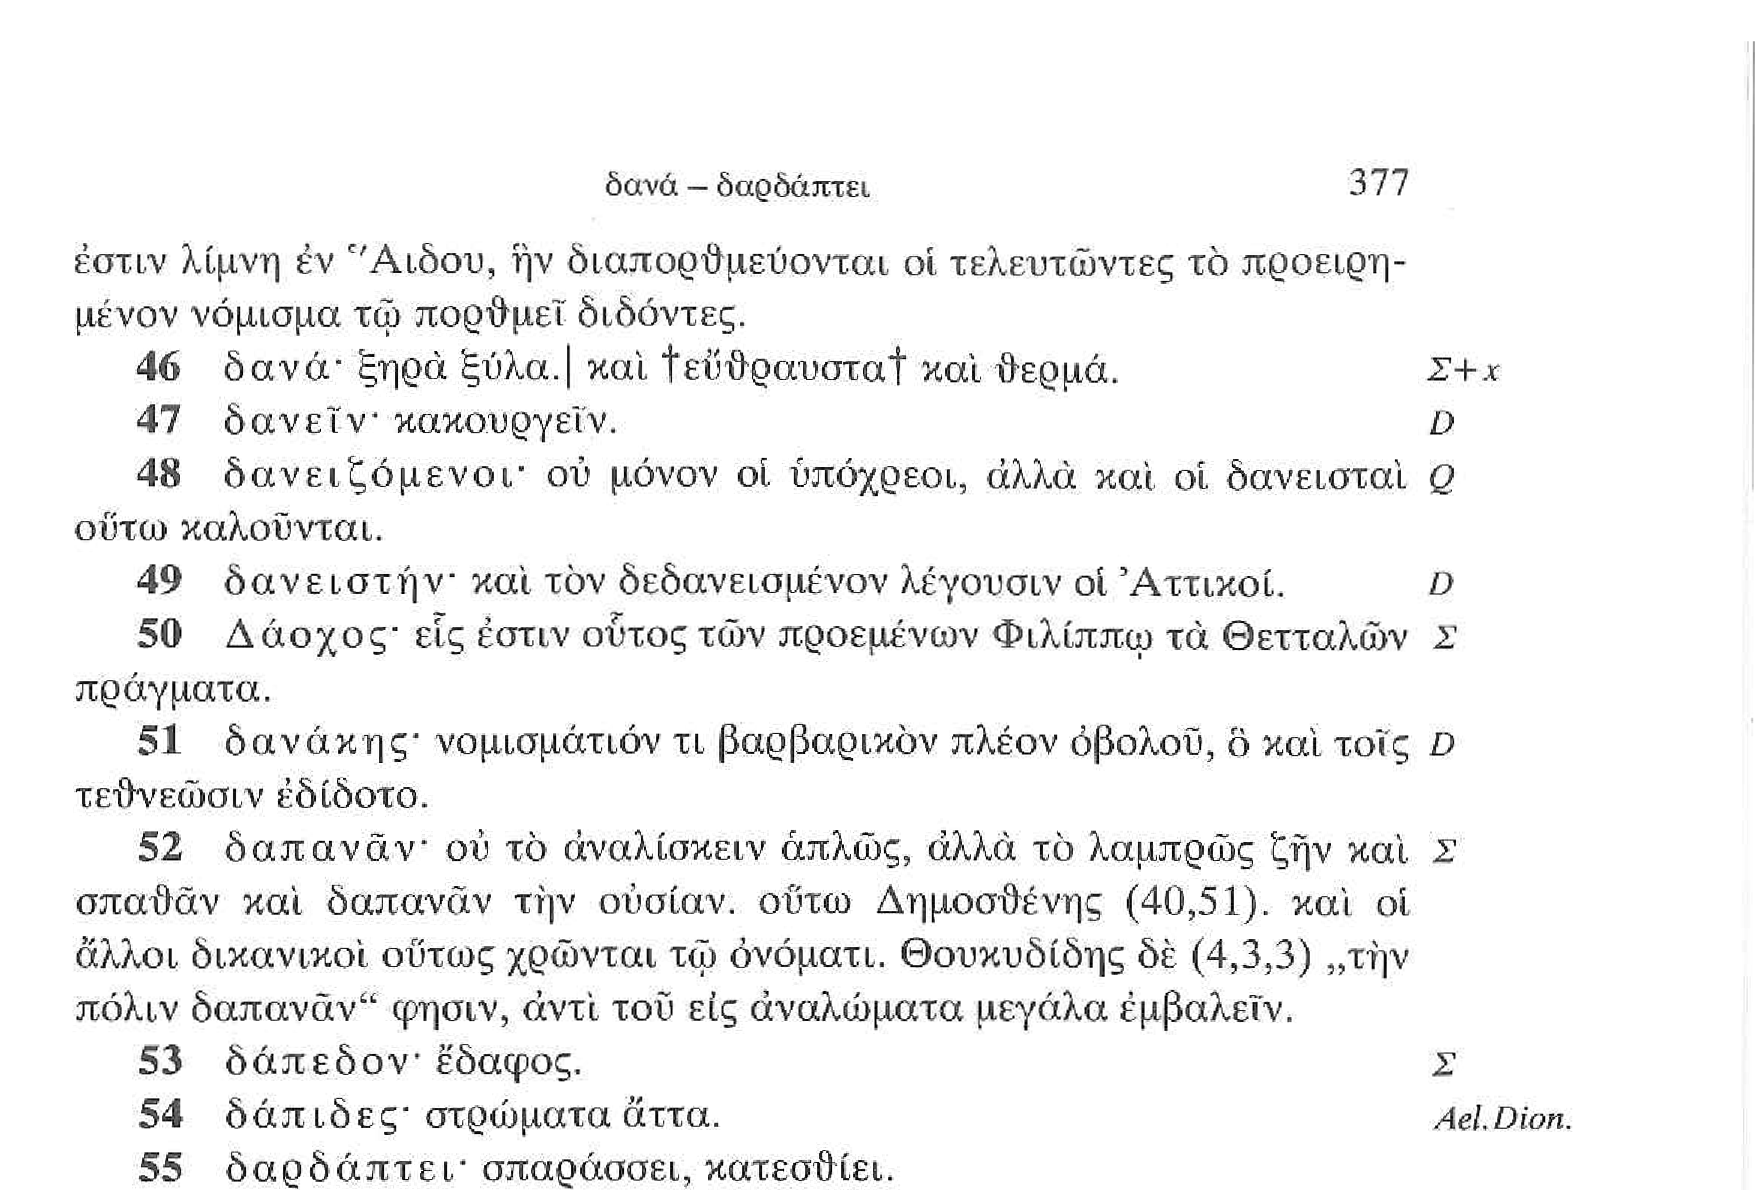 δανά – δαρδάπτει 377
ἐστιν λίμνη ἐν Ἅιδου, ἣν διαπορθμεύονται οἱ τελευτῶντες τὸ προειρη-
μένον νόμισμα τῷ πορθμεῖ διδόντες.
46 δανά· ξηρὰ ξύλα.| καὶ †εὔθραυστα† καὶ θερμά. Σ+x
47 δανεῖν· κακουργεῖν. D
48 δανειζόμενοι· οὐ μόνον οἱ ὑπόχρεοι, ἀλλὰ καὶ οἱ δανεισταὶ Q
οὕτω καλοῦνται.
49 δανειστήν· καὶ τὸν δεδανεισμένον λέγουσιν οἱ Ἀττικοί. D
50 Δάοχος· εἷς ἐστιν οὗτος τῶν προεμένων Φιλίππῳ τὰ Θετταλῶν Σ
πράγματα.
51 δανάκης· νομισμάτιόν τι βαρβαρικὸν πλέον ὀβολοῦ, ὃ καὶ τοῖς D
τεθνεῶσιν ἐδίδοτο.
52 δαπανᾶν· οὐ τὸ ἀναλίσκειν ἁπλῶς, ἀλλὰ τὸ λαμπρῶς ζῆν καὶ Σ
σπαθᾶν καὶ δαπανᾶν τὴν οὐσίαν. οὕτω Δημοσθένης (40,51). καὶ οἱ
ἄλλοι δικανικοὶ οὕτως χρῶνται τῷ ὀνόματι. Θουκυδίδης δὲ (4,3,3) „τὴν
πόλιν δαπανᾶν“ φησιν, ἀντὶ τοῦ εἰς ἀναλώματα μεγάλα ἐμβαλεῖν.
53 δάπεδον· ἔδαφος. Σ
54 δάπιδες· στρώματα ἄττα. Ael. Dion.
55 δαρδάπτει· σπαράσσει, κατεσθίει.